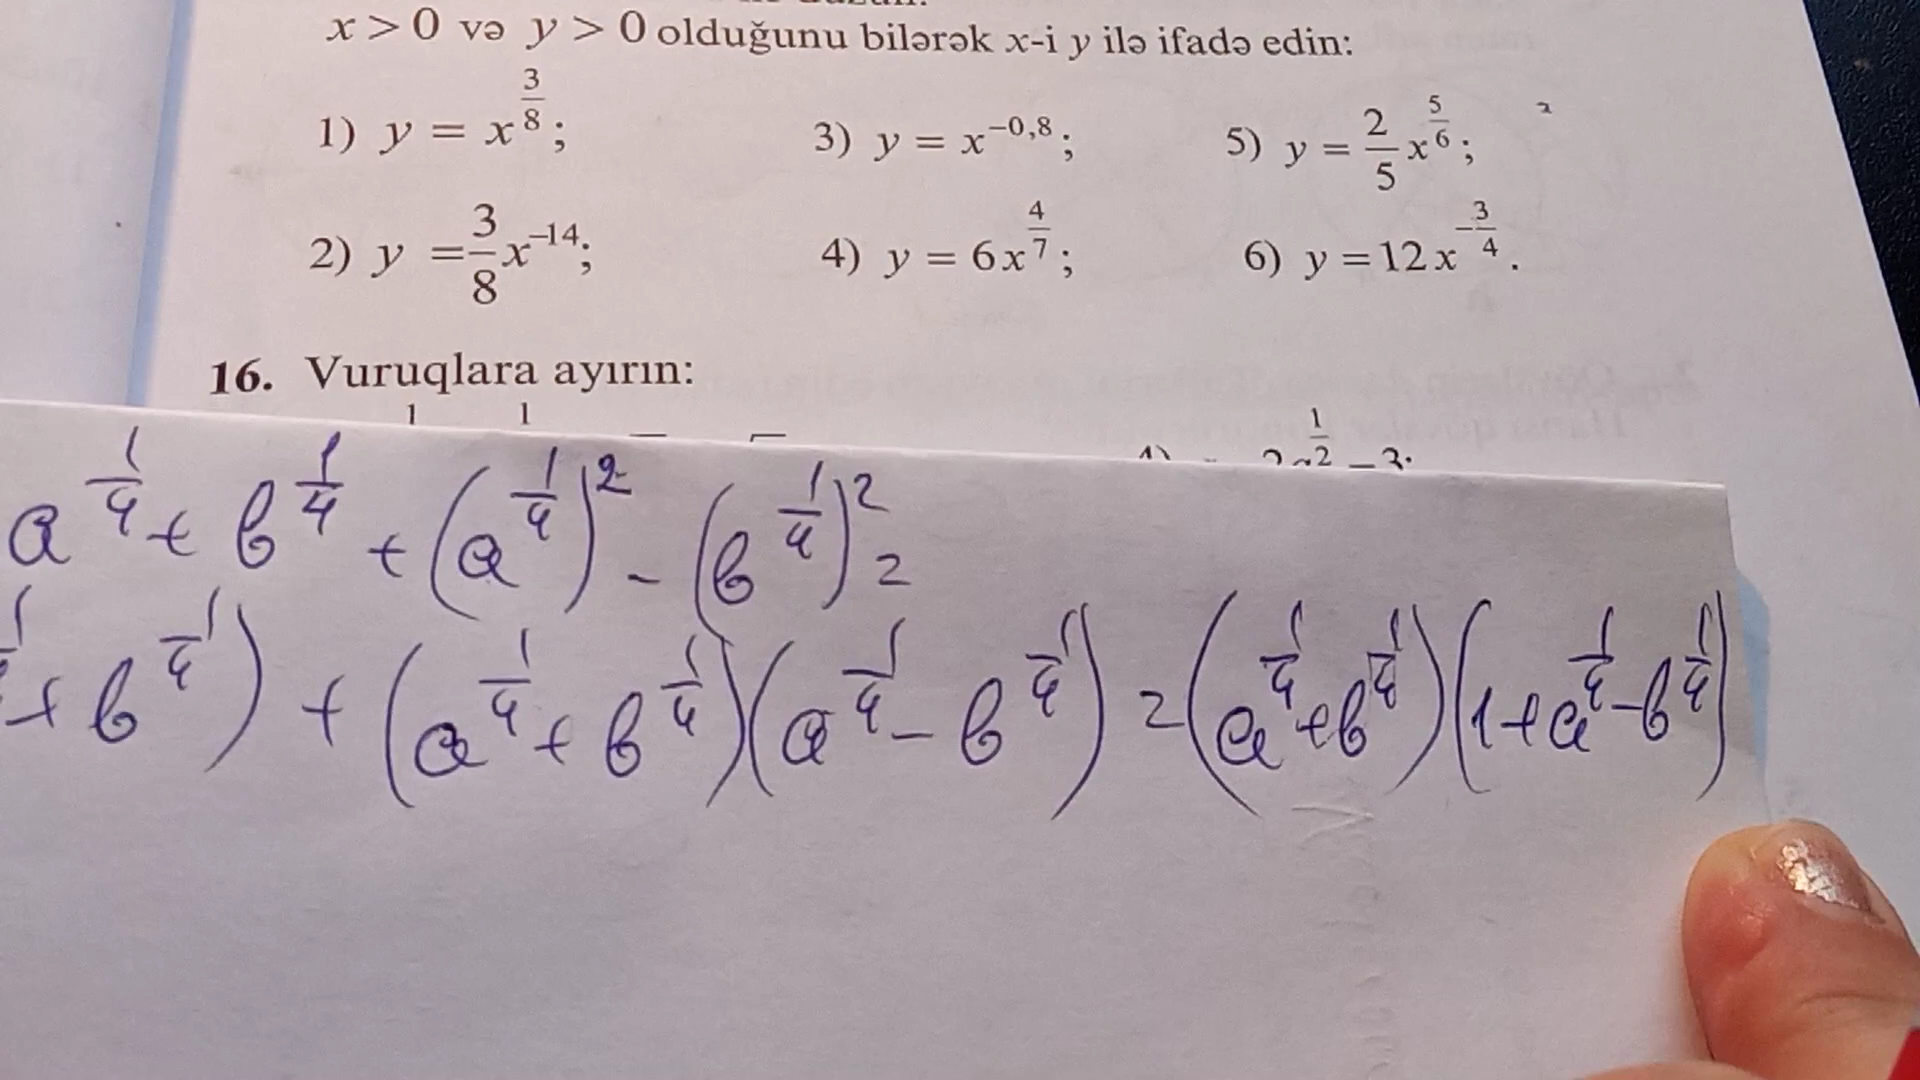 x > 0 və y > 0 olduğunu bilərək x-i y ilə ifadə edin:
1) y = x^{3/8}; 3) y = x^{-0,8}; 5) y = \frac{2}{5}x^{5/6};
2) y = \frac{3}{8}x^{-14}; 4) y = 6x^{4/7}; 6) y = 12x^{-3/4}.
16. Vuruqlara ayırın:
a^{1/4} + b^{1/4} + (a^{1/4})^2 - (b^{1/4})^2 =
+ b^{1/4}) + (a^{1/4} + b^{1/4})(a^{1/4} - b^{1/4}) = (a^{1/4} + b^{1/4})(1 + a^{1/4} - b^{1/4})